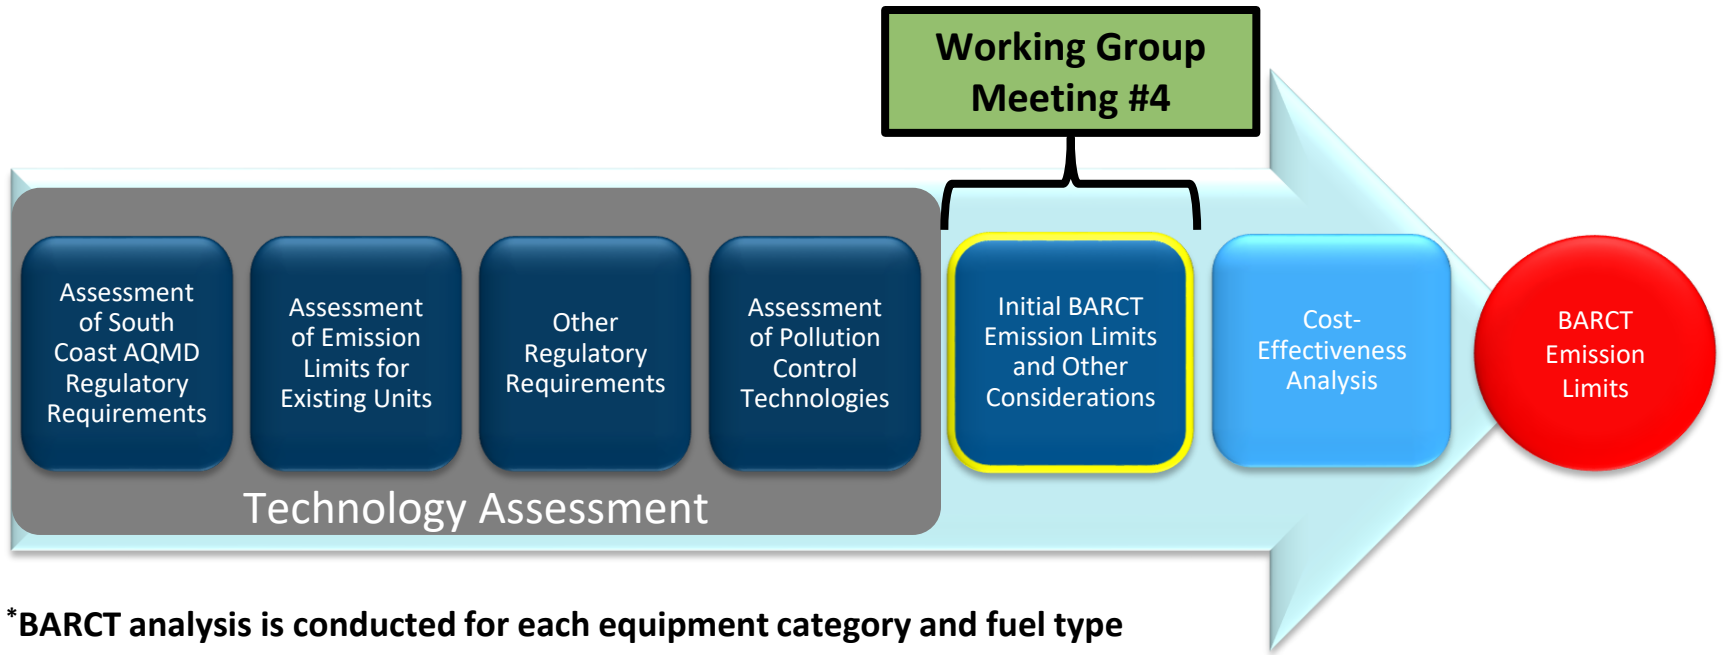 Working Group
Meeting #4
Assessment
of South
Coast AQMD
Regulatory
Requirements
Assessment
of Emission
Limits for
Existing Units
Other
Regulatory
Requirements
Assessment
of Pollution
Control
Technologies
Initial BARCT
Emission Limits
and Other
Considerations
Cost-
Effectiveness
Analysis
BARCT
Emission
Limits
Technology Assessment
*BARCT analysis is conducted for each equipment category and fuel type